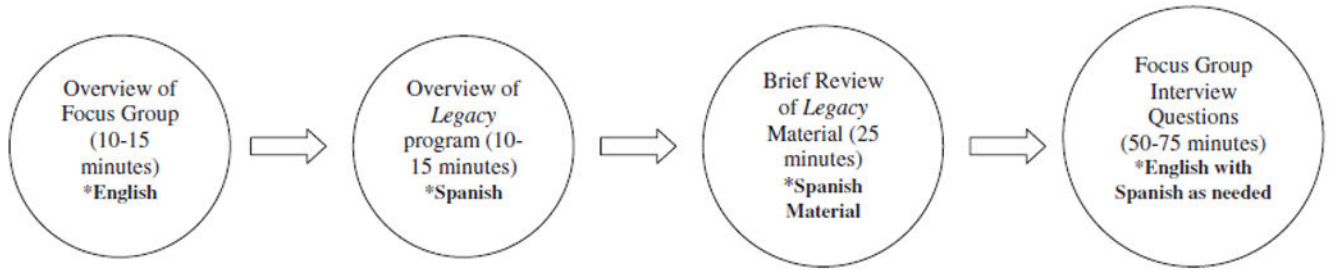 Overview of
Focus Group
(10-15
minutes)
*English
Overview of
Legacy
program (10-
15 minutes)
*Spanish
Brief Review
of Legacy
Material (25
minutes)
*Spanish
Material
Focus Group
Interview
Questions
(50-75 minutes)
*English with
Spanish as needed